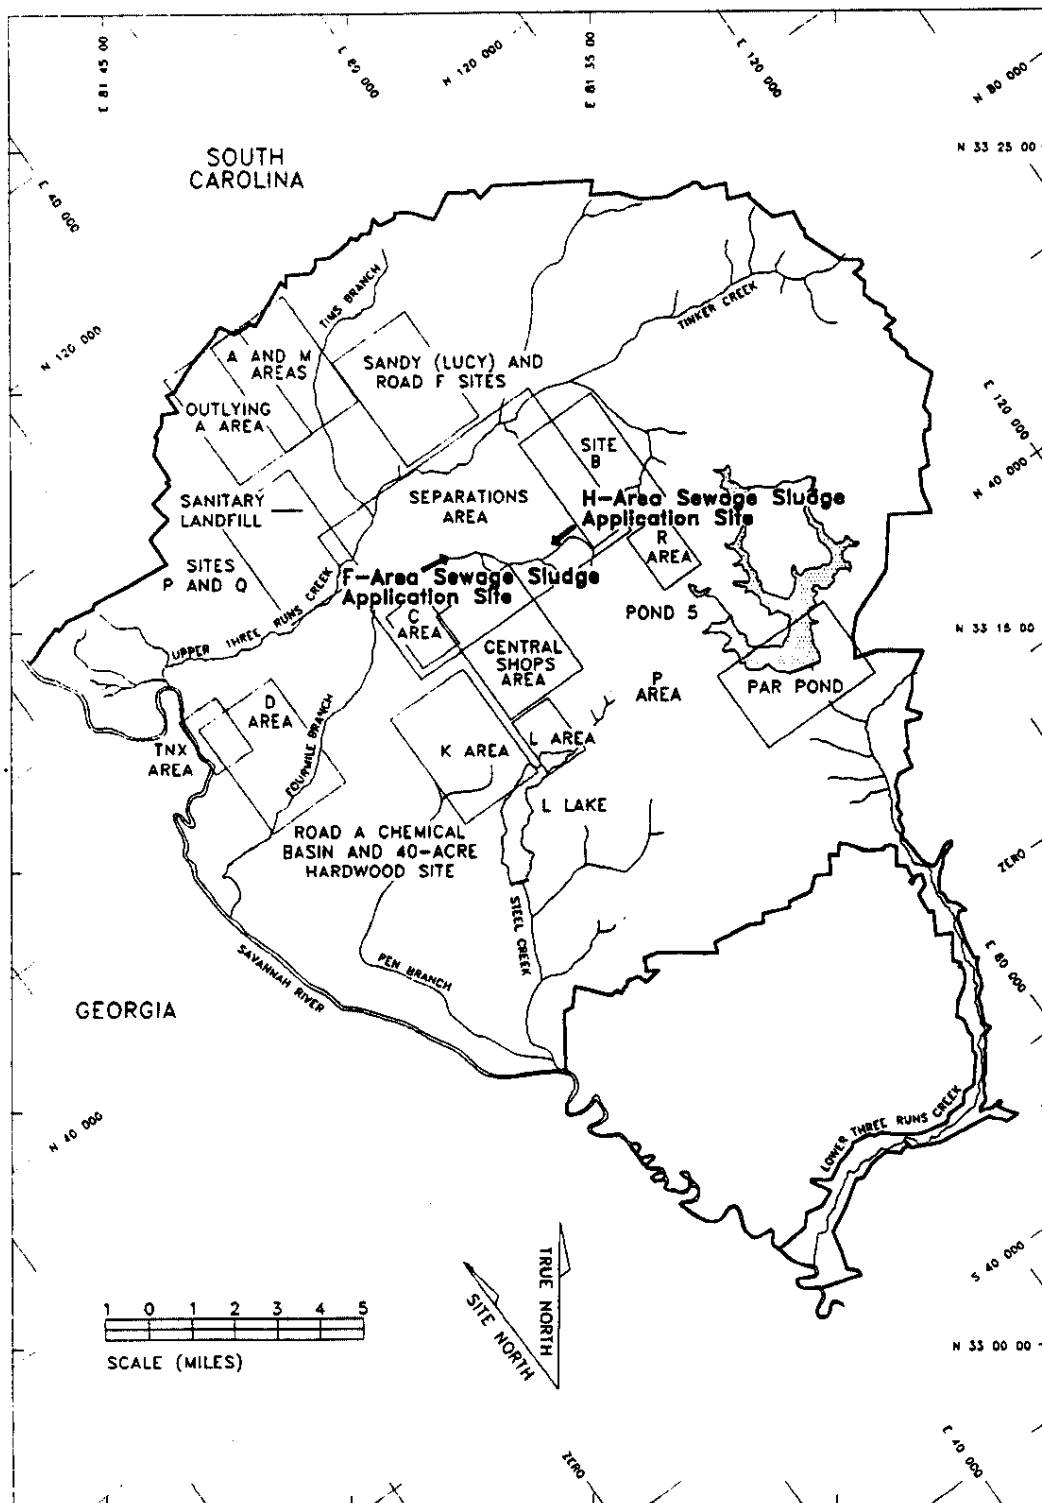 E 81 45 00
E 80 000
N 120 000
E 81 35 00
E 120 000
N 80 000
N 33 25 00
E 40 000
SOUTH
CAROLINA
TIMS BRANCH
TINKER CREEK
N 120 000
A AND M
AREAS
SANDY (LUCY) AND
ROAD F SITES
OUTLYING
A AREA
E 120 000
SITE
B
N 40 000
SANITARY
LANDFILL
SEPARATIONS
AREA
H-Area Sewage Sludge
Application Site
R
AREA
SITES
P AND Q
F-Area Sewage Sludge
Application Site
POND 5
C
AREA
N 33 15 00
UPPER THREE RUNS CREEK
CENTRAL
SHOPS
AREA
P
AREA
PAR POND
D
AREA
TNX
AREA
FOURMILE BRANCH
K AREA
L AREA
L LAKE
ROAD A CHEMICAL
BASIN AND 40-ACRE
HARDWOOD SITE
ZERO
STEEL CREEK
SAVANNAH RIVER
PEN BRANCH
E 80 000
GEORGIA
N 40 000
LOWER THREE RUNS CREEK
TRUE NORTH
SITE NORTH
S 40 000
1 0 1 2 3 4 5
SCALE (MILES)
N 33 00 00
ZERO
E 40 000